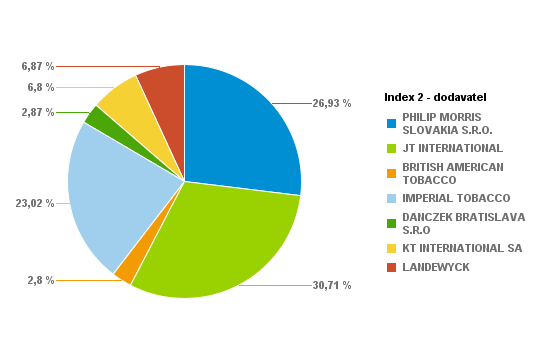 6,87 %
6,8 %
2,87 %
26,93 %
23,02 %
2,8 %
30,71 %
Index 2 - dodavatel
PHILIP MORRIS
SLOVAKIA S.R.O.
JT INTERNATIONAL
BRITISH AMERICAN
TOBACCO
IMPERIAL TOBACCO
DANCZEK BRATISLAVA
S.R.O
KT INTERNATIONAL SA
LANDEWYCK